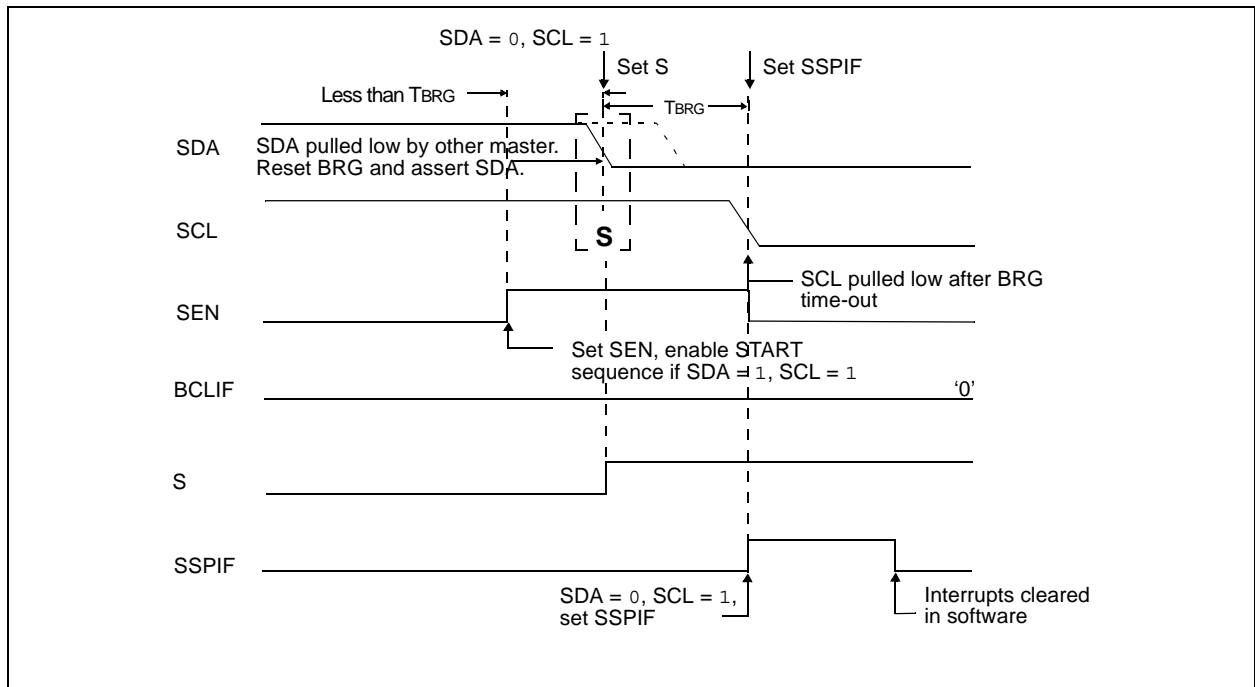 SDA = 0, SCL = 1
Set S
Set SSPIF
Less than TBRG
TBRG
SDA
SDA pulled low by other master.
Reset BRG and assert SDA.
SCL
S
SCL pulled low after BRG
time-out
SEN
Set SEN, enable START
sequence if SDA = 1, SCL = 1
BCLIF
‘0’
S
SSPIF
SDA = 0, SCL = 1,
set SSPIF
Interrupts cleared
in software